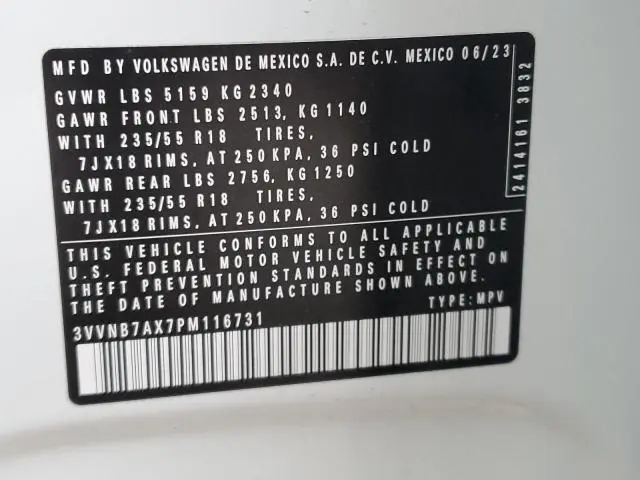 MFD BY VOLKSWAGEN DE MEXICO S.A. DE C.V. MEXICO 06/23
GVWR LBS 5159 KG 2340
GAWR FRONT LBS 2513, KG 1140
WITH 235/55 R18 TIRES,
7JX18 RIMS, AT 250 KPA, 36 PSI COLD
GAWR REAR LBS 2756, KG 1250
WITH 235/55 R18 TIRES,
7JX18 RIMS, AT 250 KPA, 36 PSI COLD
THIS VEHICLE CONFORMS TO ALL APPLICABLE
U.S. FEDERAL MOTOR VEHICLE SAFETY AND
THEFT PREVENTION STANDARDS IN EFFECT ON
THE DATE OF MANUFACTURE SHOWN ABOVE.
3VVNB7AX7PM116731 TYPE: MPV
2414161 3832